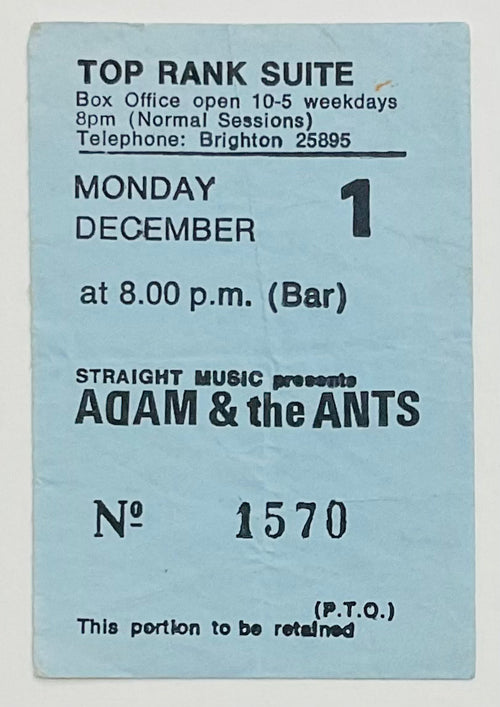 TOP RANK SUITE
Box Office open 10-5 weekdays
8pm (Normal Sessions)
Telephone: Brighton 25895
MONDAY 1
DECEMBER
at 8.00 p.m. (Bar)
STRAIGHT MUSIC presents
ADAM & the ANTS
Nº 1570
(P.T.O.)
This portion to be retained